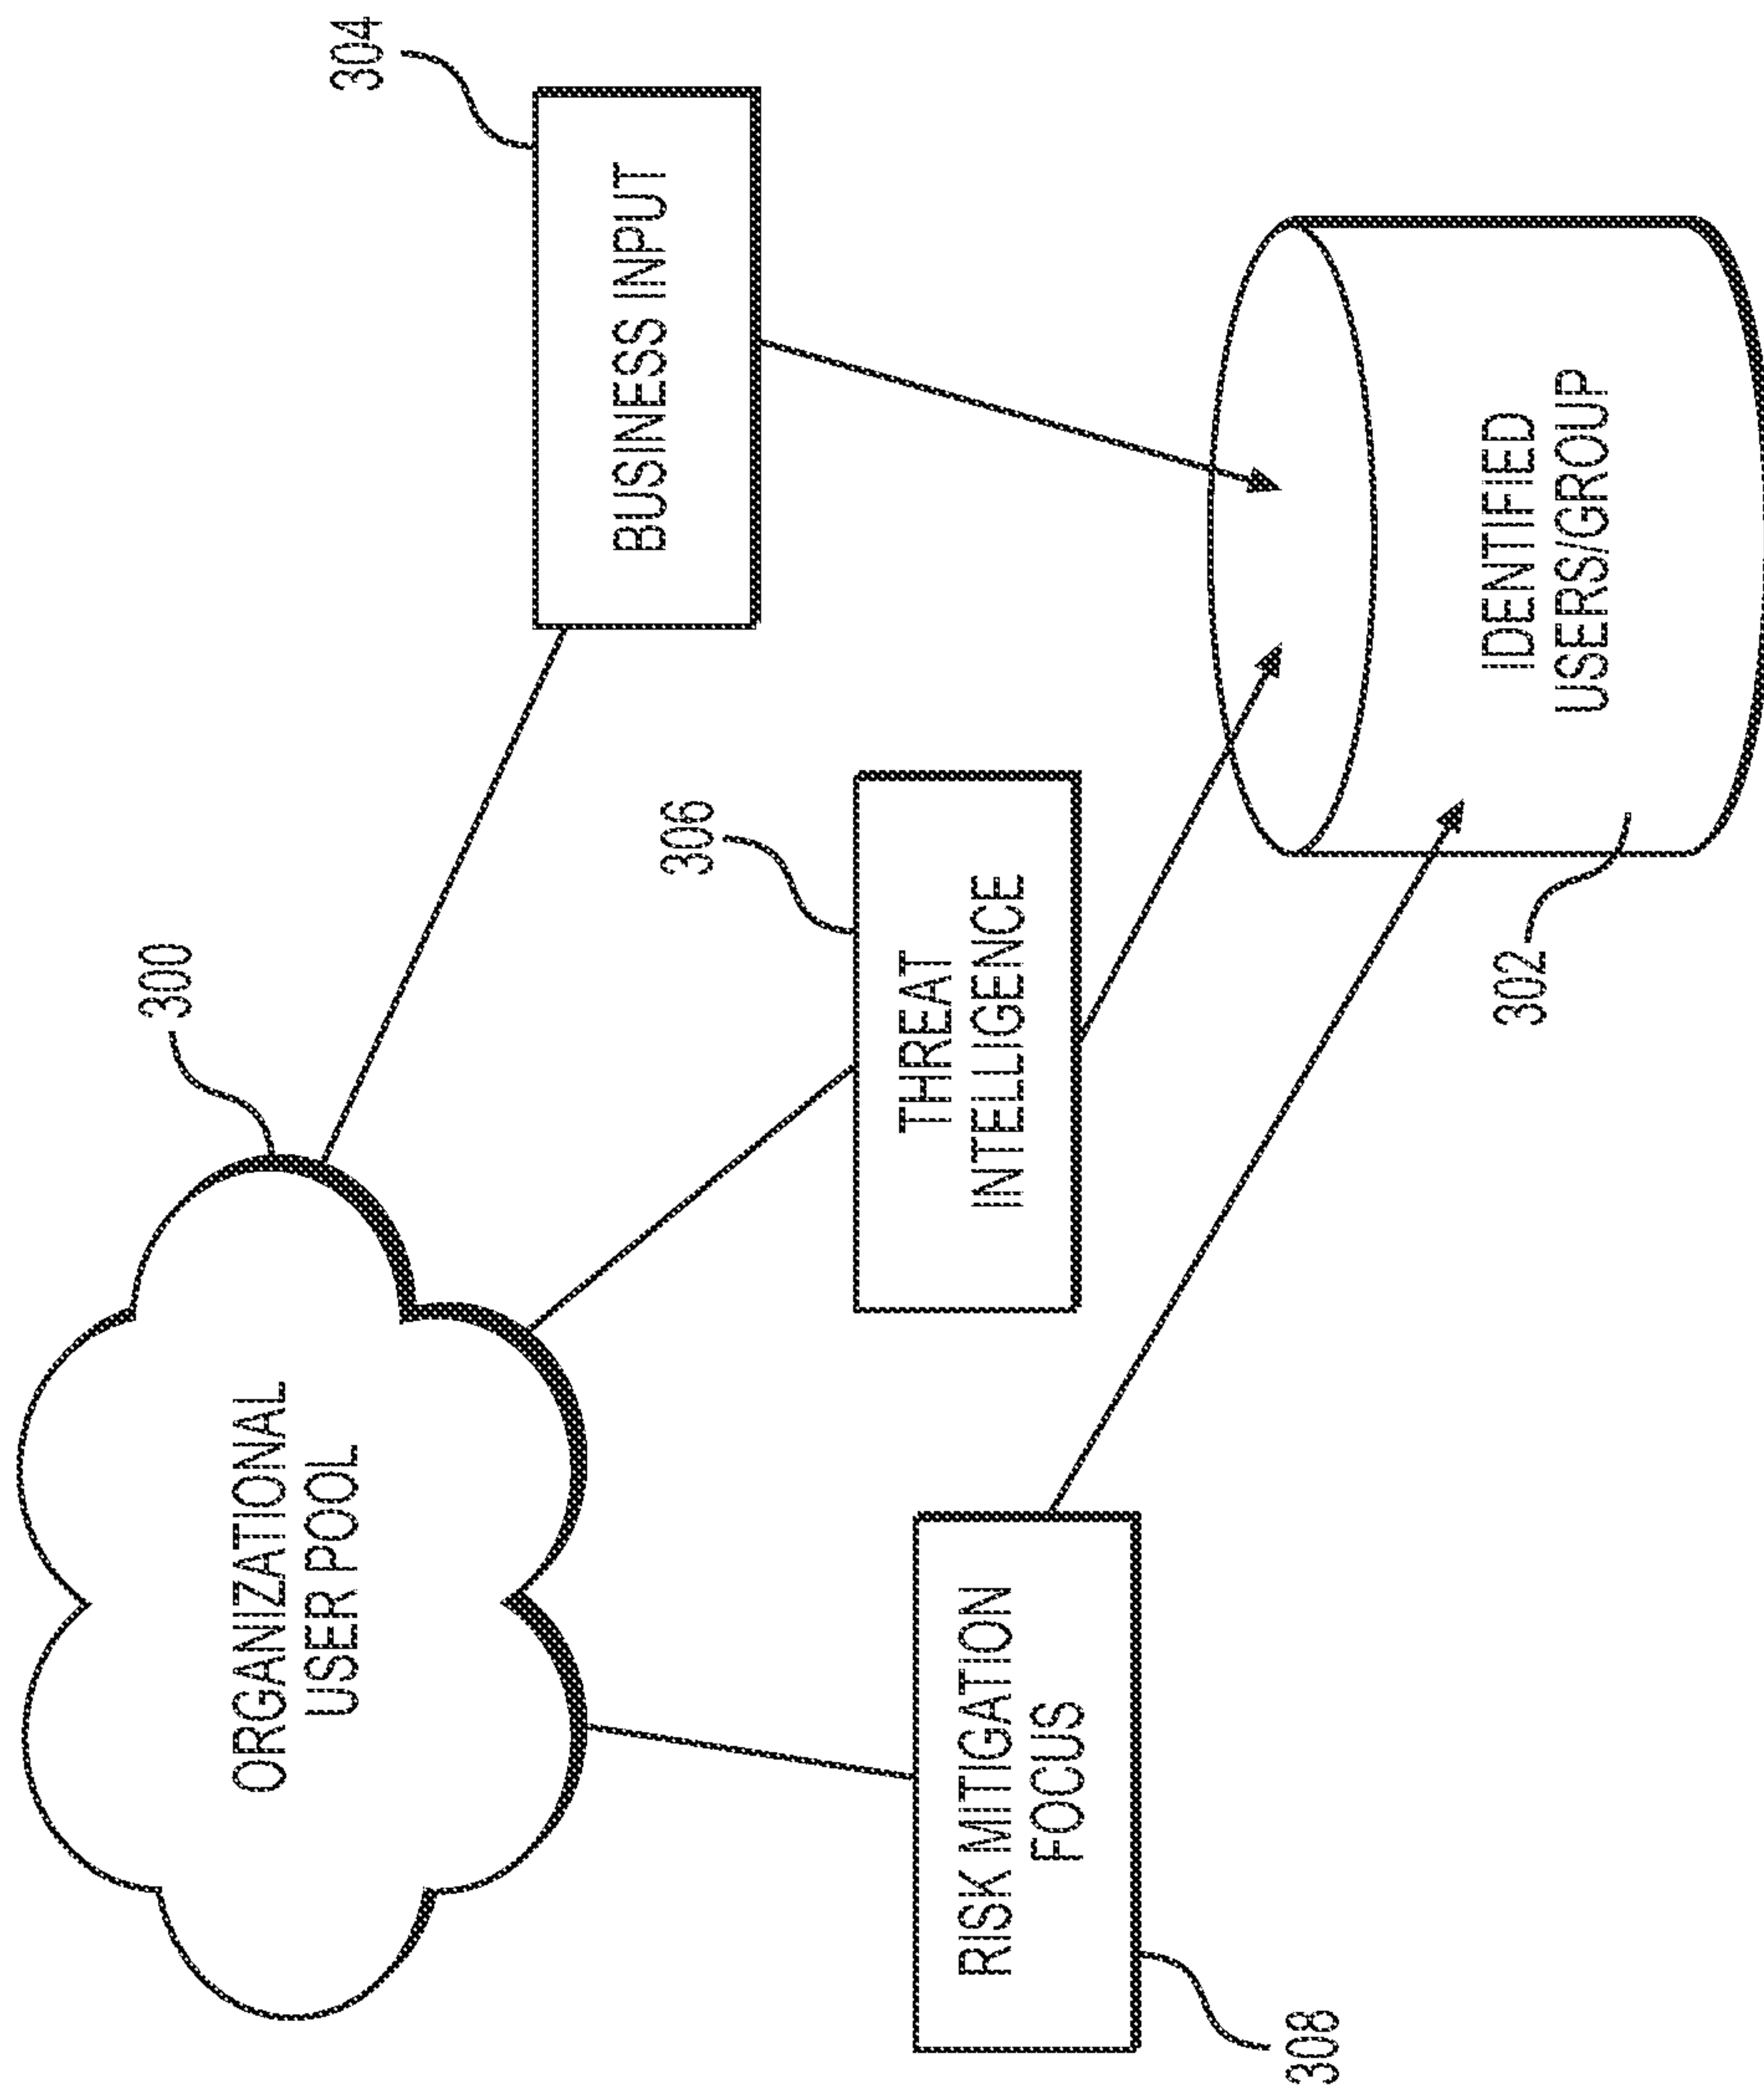 300
ORGANIZATIONAL
USER POOL
304
BUSINESS INPUT
306
THREAT
INTELLIGENCE
308
RISK MITIGATION
FOCUS
302
IDENTIFIED
USERS/GROUP